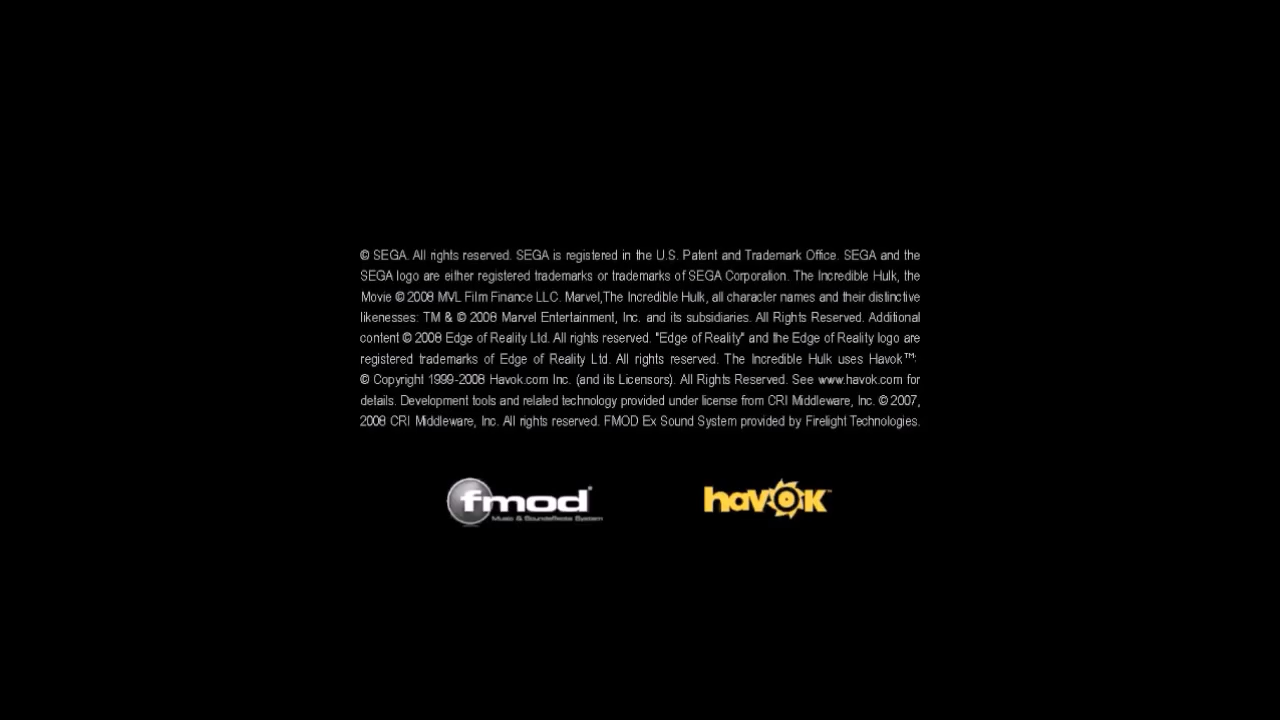 © SEGA. All rights reserved. SEGA is registered in the U.S. Patent and Trademark Office. SEGA and the
SEGA logo are either registered trademarks or trademarks of SEGA Corporation. The Incredible Hulk, the
Movie © 2008 MVL Film Finance LLC. Marvel,The Incredible Hulk, all character names and their distinctive
likenesses: TM & © 2008 Marvel Entertainment, Inc. and its subsidiaries. All Rights Reserved. Additional
content © 2008 Edge of Reality Ltd. All rights reserved. "Edge of Reality" and the Edge of Reality logo are
registered trademarks of Edge of Reality Ltd. All rights reserved. The Incredible Hulk uses Havok™·
© Copyright 1999-2008 Havok.com Inc. (and its Licensors). All Rights Reserved. See www.havok.com for
details. Development tools and related technology provided under license from CRI Middleware, Inc. © 2007,
2008 CRI Middleware, Inc. All rights reserved. FMOD Ex Sound System provided by Firelight Technologies.
fmod® havok™
Music & SoundEffects System